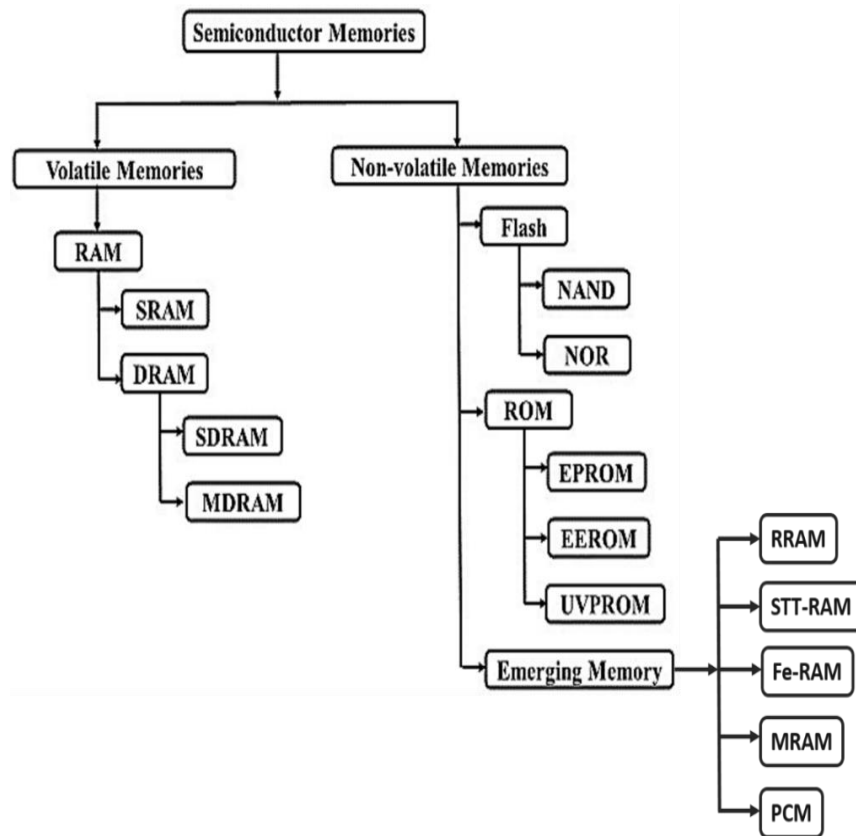 Semiconductor Memories
Volatile Memories
Non-volatile Memories
RAM
SRAM
DRAM
SDRAM
MDRAM
Flash
NAND
NOR
ROM
EPROM
EEROM
UVPROM
Emerging Memory
RRAM
STT-RAM
Fe-RAM
MRAM
PCM